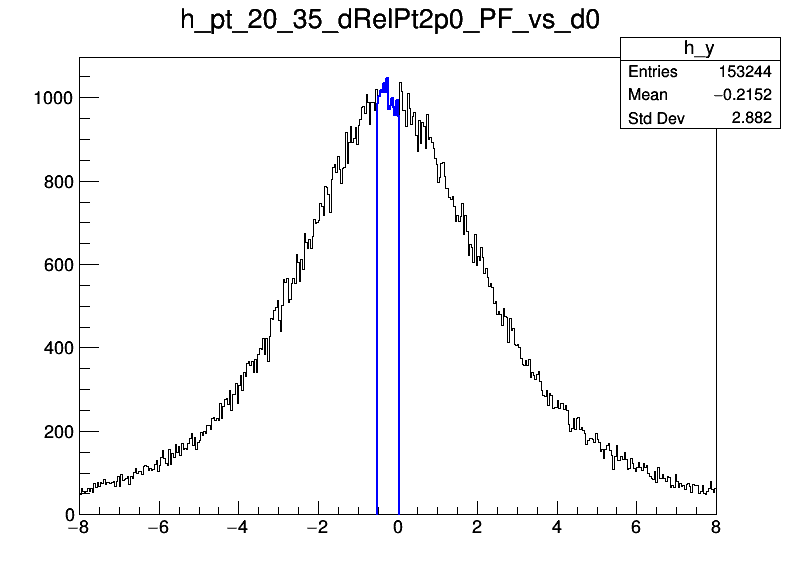 h_pt_20_35_dRelPt2p0_PF_vs_d0
h_y
Entries 153244
Mean −0.2152
Std Dev 2.882
1000
800
600
400
200
0
−8 −6 −4 −2 0 2 4 6 8